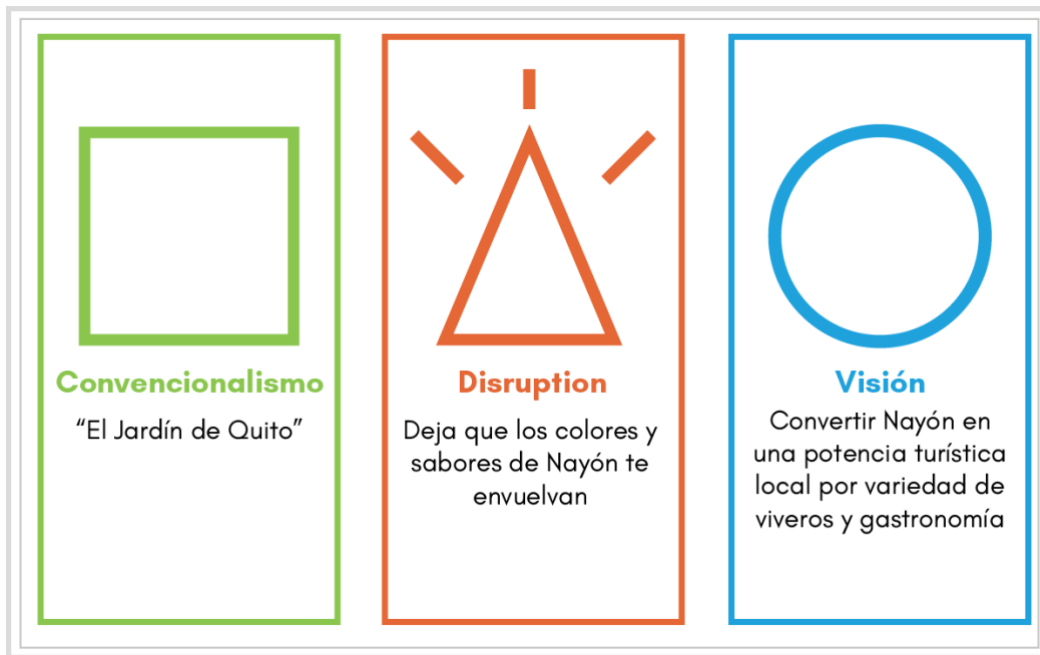 Convencionalismo
“El Jardín de Quito”
Disruption
Deja que los colores y
sabores de Nayón te
envuelvan
Visión
Convertir Nayón en
una potencia turística
local por variedad de
viveros y gastronomía